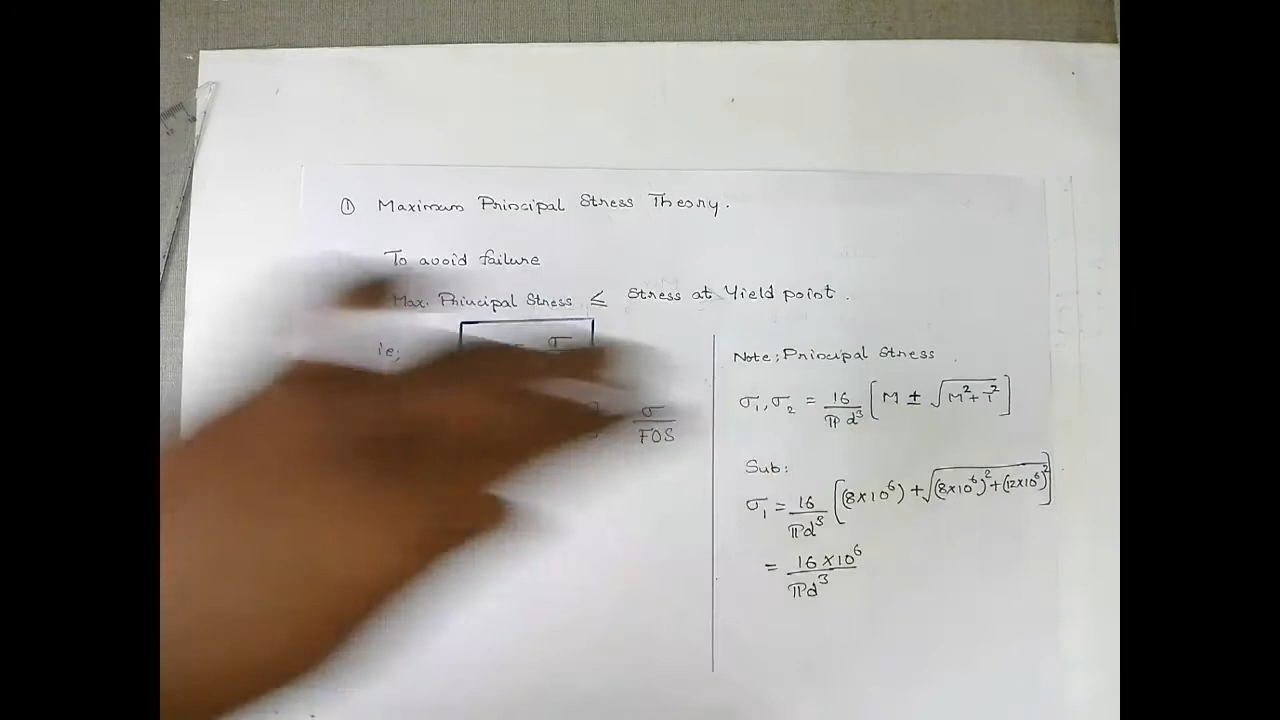 ① Maximum Principal Stress Theory.
To avoid failure
Max. Principal Stress ≤ Stress at Yield point.
ie;
σ
σ
FOS
Note; Principal Stress
σ1, σ2 = 16/πd³ [M ± √M²+T²]
Sub:
σ1 = 16/πd³ [(8×10⁶) + √(8×10⁶)²+(12×10⁶)²]
= 16×10⁶/πd³